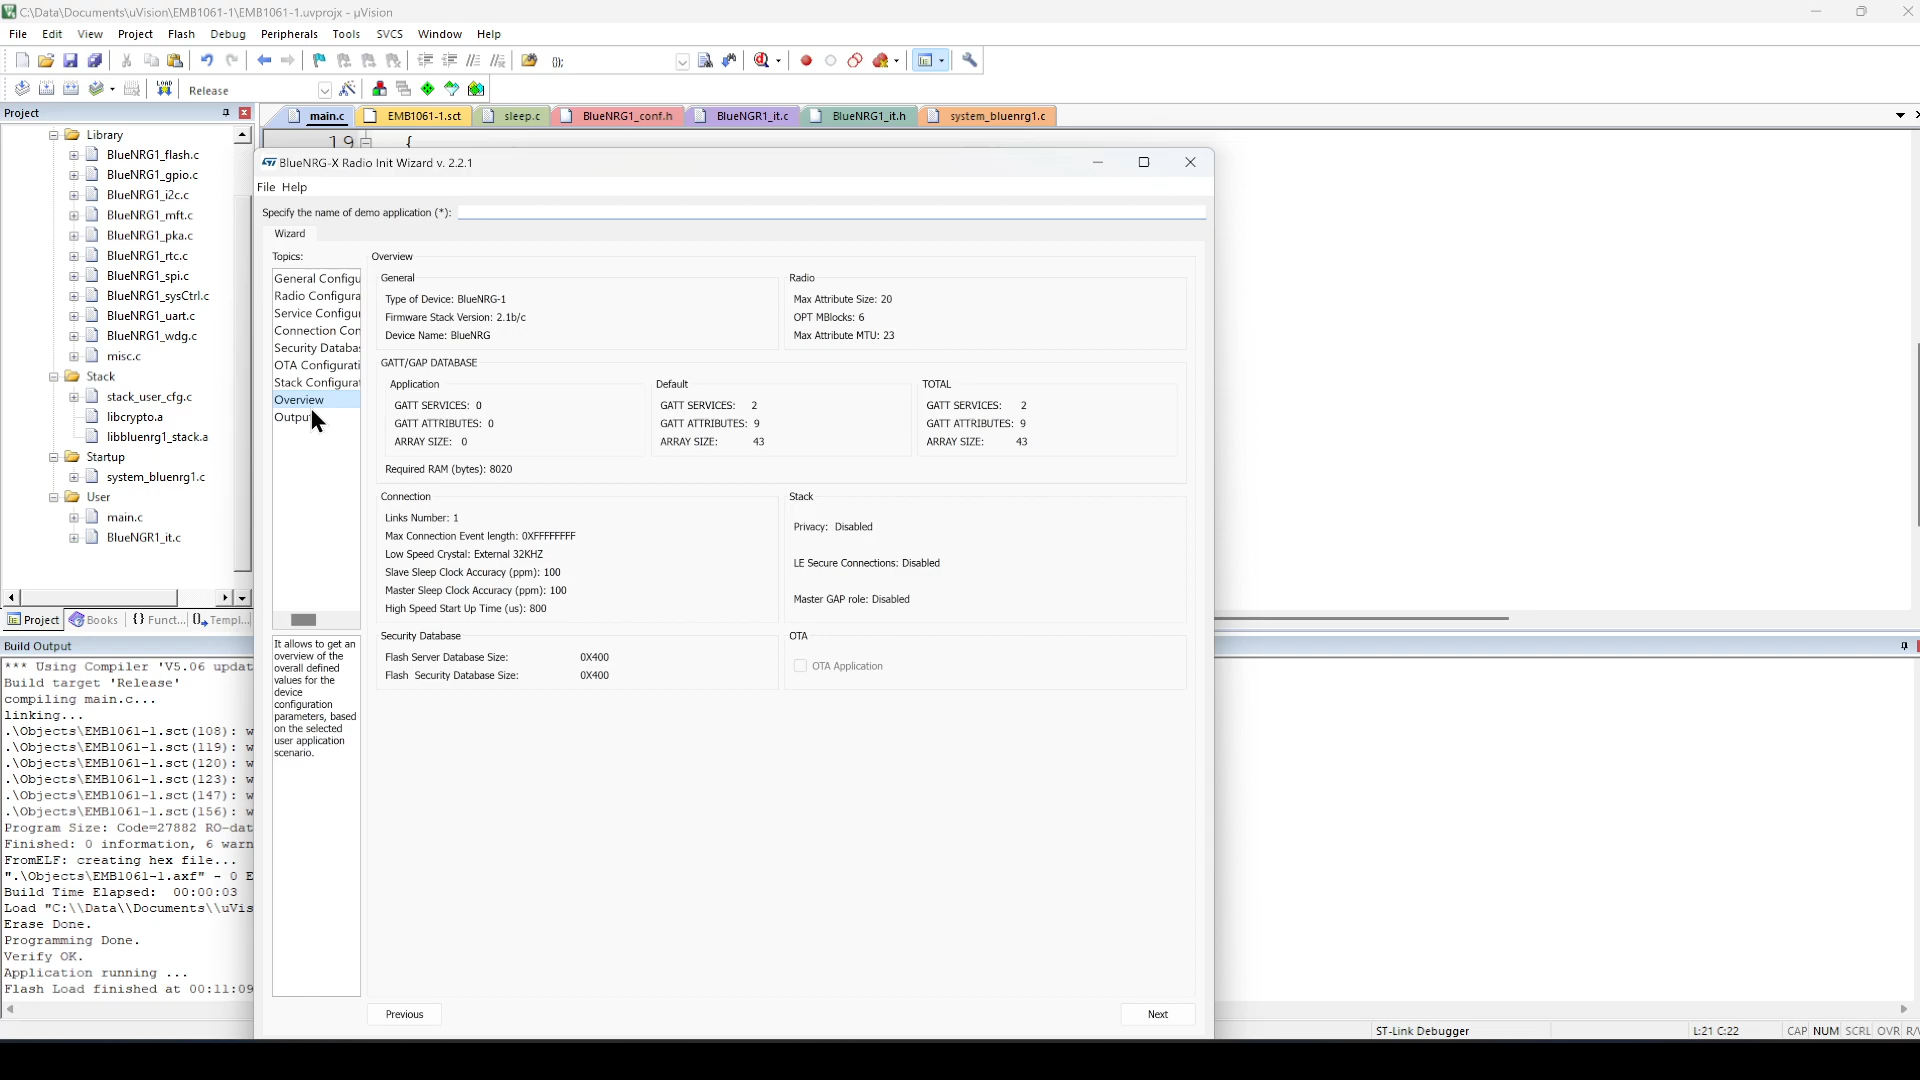 C:\Data\Documents\uVision\EMB1061-1\EMB1061-1.uvprojx - µVision
File Edit View Project Flash Debug Peripherals Tools SVCS Window Help
Release
Project
main.c EMB1061-1.sct sleep.c BlueNRG1_conf.h BlueNGR1_it.c BlueNRG1_it.h system_bluenrg1.c
19 {
Library
BlueNRG1_flash.c
BlueNRG1_gpio.c
BlueNRG1_i2c.c
BlueNRG1_mft.c
BlueNRG1_pka.c
BlueNRG1_rtc.c
BlueNRG1_spi.c
BlueNRG1_sysCtrl.c
BlueNRG1_uart.c
BlueNRG1_wdg.c
misc.c
Stack
stack_user_cfg.c
libcrypto.a
libbluenrg1_stack.a
Startup
system_bluenrg1.c
User
main.c
BlueNGR1_it.c
Project Books {} Funct... Templ...
Build Output
*** Using Compiler 'V5.06 updat
Build target 'Release'
compiling main.c...
linking...
.\Objects\EMB1061-1.sct(108): w
.\Objects\EMB1061-1.sct(119): w
.\Objects\EMB1061-1.sct(120): w
.\Objects\EMB1061-1.sct(123): w
.\Objects\EMB1061-1.sct(147): w
.\Objects\EMB1061-1.sct(156): w
Program Size: Code=27882 RO-dat
Finished: 0 information, 6 warn
FromELF: creating hex file...
".\Objects\EMB1061-1.axf" - 0 E
Build Time Elapsed: 00:00:03
Load "C:\\Data\\Documents\\uVis
Erase Done.
Programming Done.
Verify OK.
Application running ...
Flash Load finished at 00:11:09
BlueNRG-X Radio Init Wizard v. 2.2.1
File Help
Specify the name of demo application (*):
Wizard
Topics:
General Configu
Radio Configura
Service Configur
Connection Con
Security Databas
OTA Configurati
Stack Configurat
Overview
Outpu
It allows to get an
overview of the
overall defined
values for the
device
configuration
parameters, based
on the selected
user application
scenario.
Overview
General
Type of Device: BlueNRG-1
Firmware Stack Version: 2.1b/c
Device Name: BlueNRG
Radio
Max Attribute Size: 20
OPT MBlocks: 6
Max Attribute MTU: 23
GATT/GAP DATABASE
Application
GATT SERVICES: 0
GATT ATTRIBUTES: 0
ARRAY SIZE: 0
Default
GATT SERVICES: 2
GATT ATTRIBUTES: 9
ARRAY SIZE: 43
TOTAL
GATT SERVICES: 2
GATT ATTRIBUTES: 9
ARRAY SIZE: 43
Required RAM (bytes): 8020
Connection
Links Number: 1
Max Connection Event length: 0XFFFFFFFF
Low Speed Crystal: External 32KHZ
Slave Sleep Clock Accuracy (ppm): 100
Master Sleep Clock Accuracy (ppm): 100
High Speed Start Up Time (us): 800
Stack
Privacy: Disabled
LE Secure Connections: Disabled
Master GAP role: Disabled
Security Database
Flash Server Database Size: 0X400
Flash Security Database Size: 0X400
OTA
OTA Application
Previous Next
ST-Link Debugger L:21 C:22 CAP NUM SCRL OVR R/